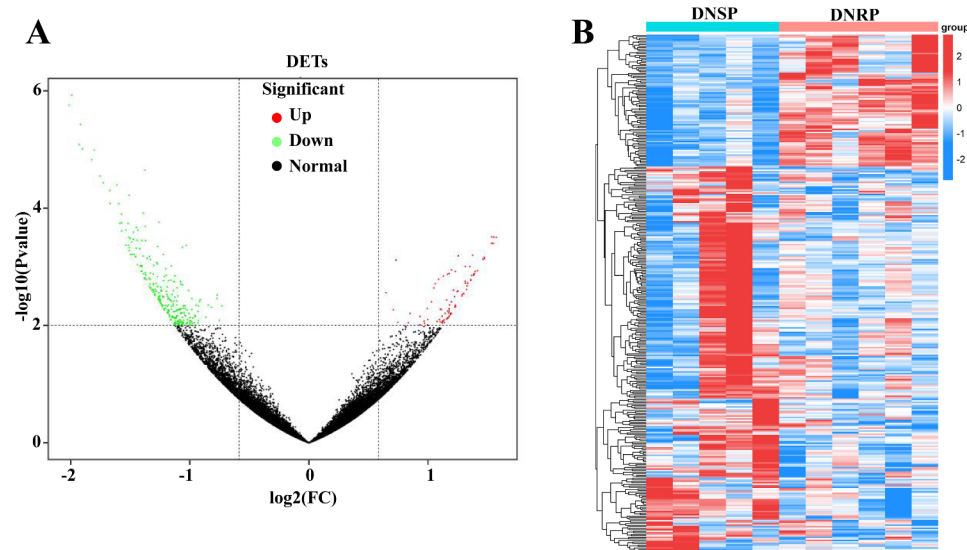 A
DETs
Significant
Up
Down
Normal
6
4
2
0
-log10(Pvalue)
-2
-1
0
1
log2(FC)
B
DNSP
DNRP
group
2
1
0
-1
-2